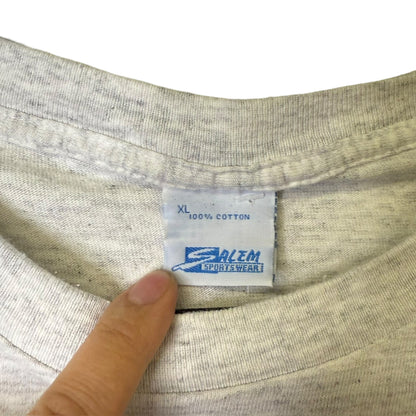 XL
100% COTTON
SALEM
SPORTSWEAR